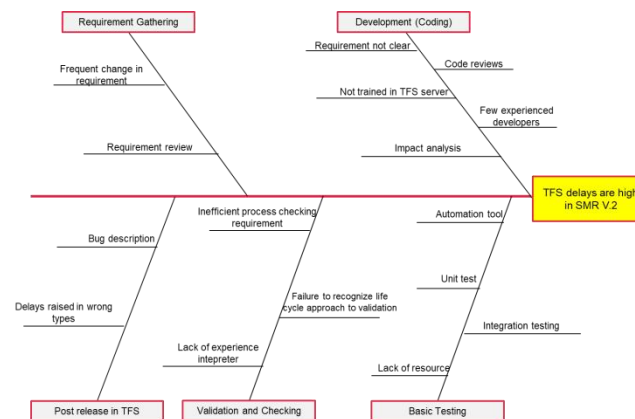 Requirement Gathering
Development (Coding)
Requirement not clear
Code reviews
Frequent change in
requirement
Not trained in TFS server
Few experienced
developers
Requirement review
Impact analysis
TFS delays are high
in SMR V.2
Inefficient process checking
requirement
Automation tool
Bug description
Unit test
Failure to recognize life
cycle approach to validation
Delays raised in wrong
types
Integration testing
Lack of experience
intepreter
Lack of resource
Post release in TFS
Validation and Checking
Basic Testing